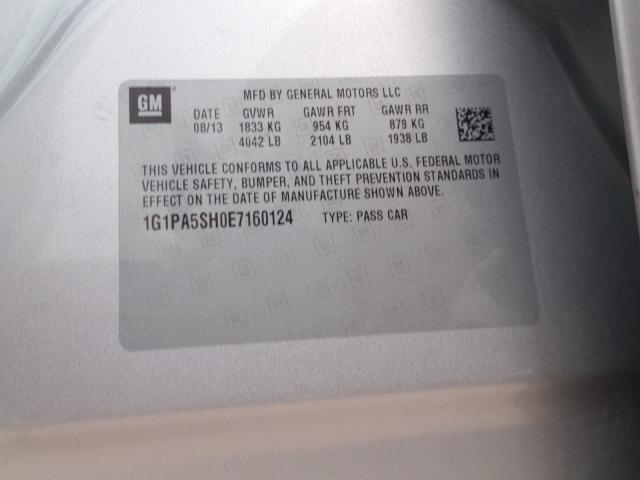 GM
MFD BY GENERAL MOTORS LLC
DATE GVWR GAWR FRT GAWR RR
08/13 1833 KG 954 KG 879 KG
4042 LB 2104 LB 1938 LB
THIS VEHICLE CONFORMS TO ALL APPLICABLE U.S. FEDERAL MOTOR
VEHICLE SAFETY, BUMPER, AND THEFT PREVENTION STANDARDS IN
EFFECT ON THE DATE OF MANUFACTURE SHOWN ABOVE.
1G1PA5SH0E7160124 TYPE: PASS CAR